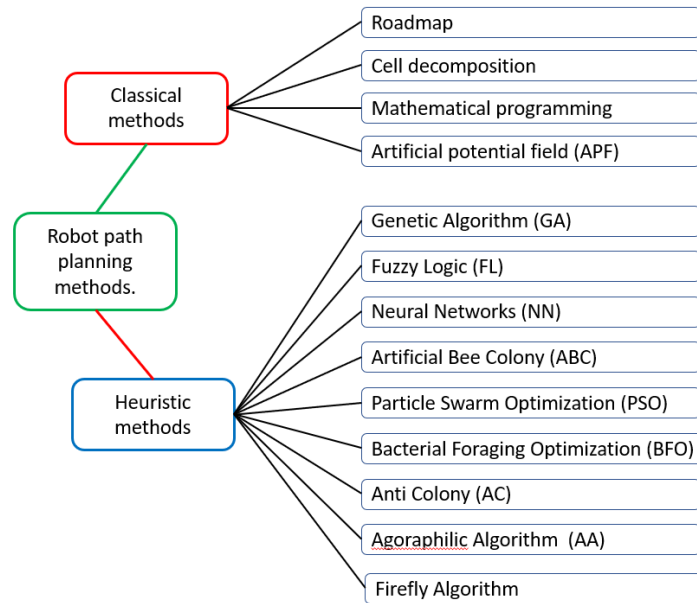 Roadmap
Cell decomposition
Classical
methods
Mathematical programming
Artificial potential field (APF)
Robot path
planning
methods.
Genetic Algorithm (GA)
Fuzzy Logic (FL)
Neural Networks (NN)
Artificial Bee Colony (ABC)
Heuristic
methods
Particle Swarm Optimization (PSO)
Bacterial Foraging Optimization (BFO)
Anti Colony (AC)
Agoraphilic Algorithm  (AA)
Firefly Algorithm